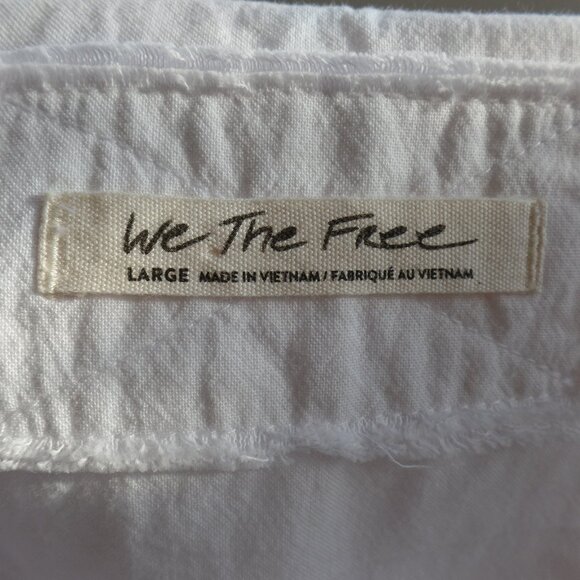 We The Free
LARGE MADE IN VIETNAM / FABRIQUÉ AU VIETNAM